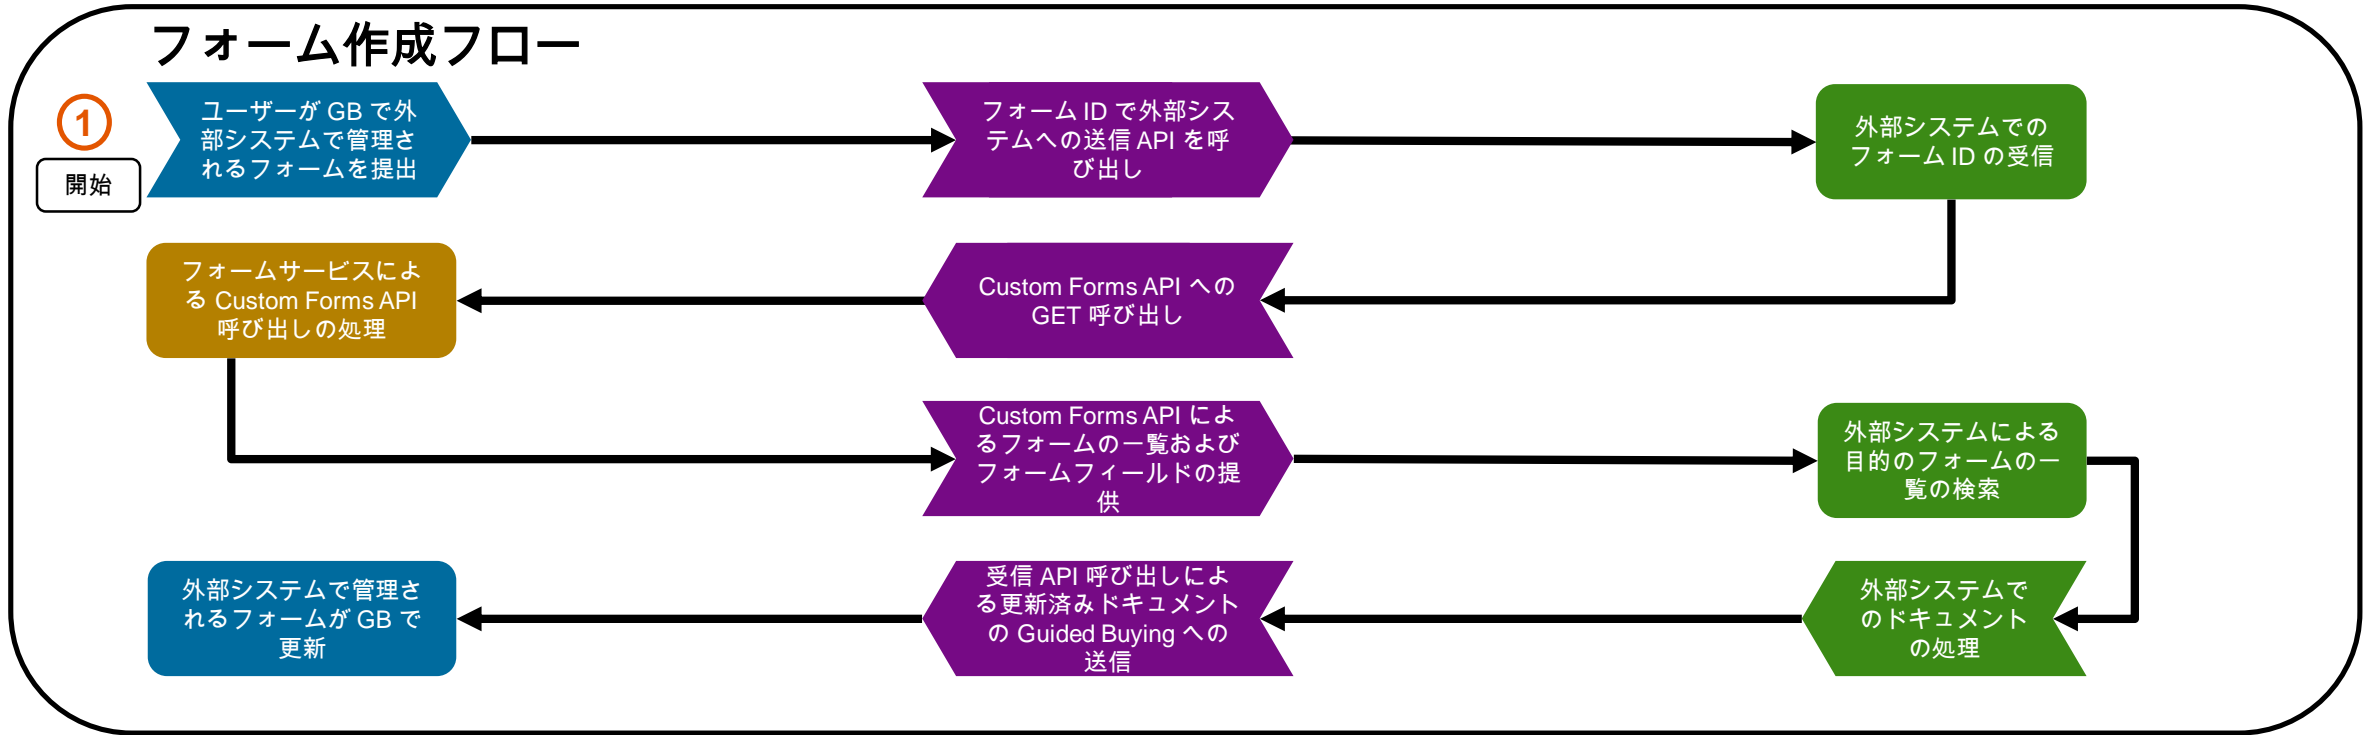 フォーム作成フロー
1
開始
ユーザーが GB で外
部システムで管理さ
れるフォームを提出
フォーム ID で外部シス
テムへの送信 API を呼
び出し
外部システムでの
フォーム ID の受信
フォームサービスによ
る Custom Forms API
呼び出しの処理
Custom Forms API への
GET 呼び出し
Custom Forms API によ
るフォームの一覧および
フォームフィールドの提
供
外部システムによる
目的のフォームの一
覧の検索
外部システムで管理さ
れるフォームが GB で
更新
受信 API 呼び出しによ
る更新済みドキュメント
の Guided Buying への
送信
外部システムで
のドキュメント
の処理